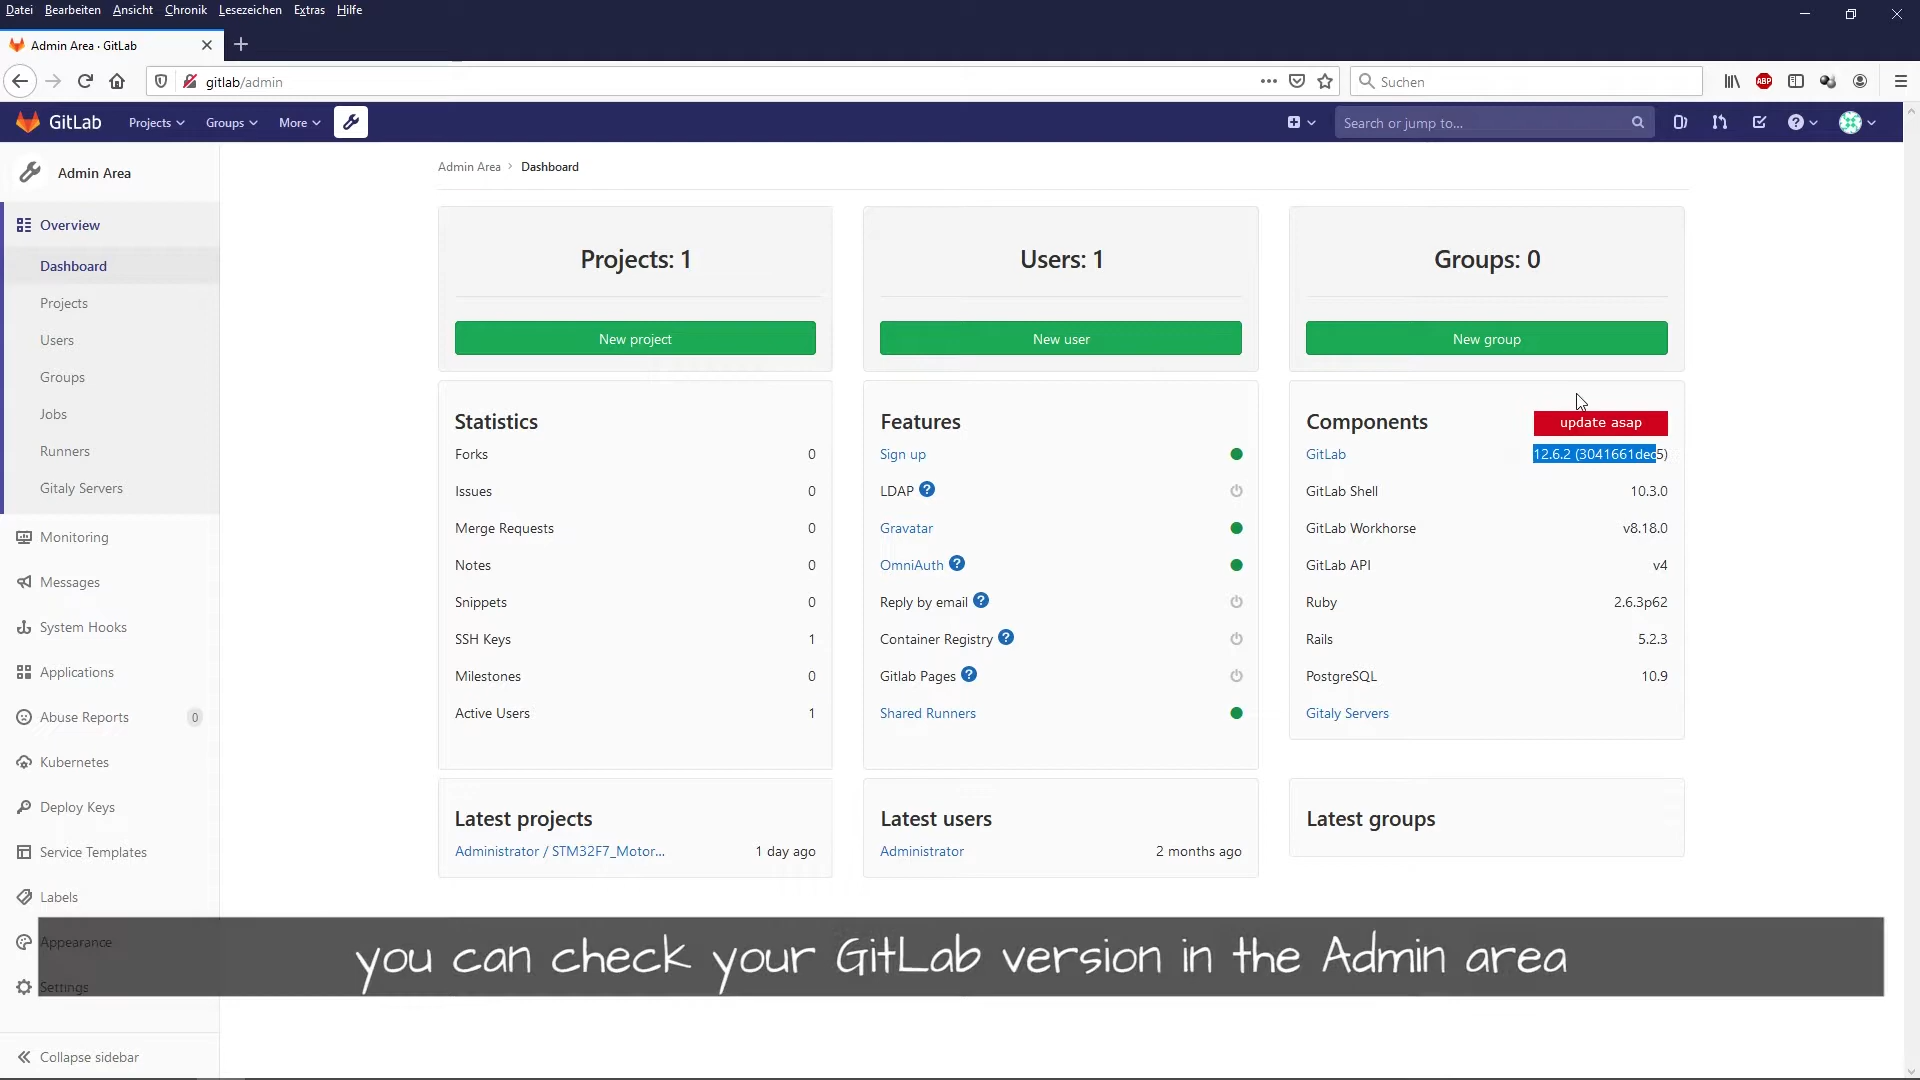 Datei Bearbeiten Ansicht Chronik Lesezeichen Extras Hilfe
Admin Area · GitLab
gitlab/admin
Suchen
ABP
GitLab Projects Groups More
Search or jump to...
Admin Area
Overview
Dashboard
Projects
Users
Groups
Jobs
Runners
Gitaly Servers
Monitoring
Messages
System Hooks
Applications
Abuse Reports 0
Kubernetes
Deploy Keys
Service Templates
Labels
Appearance
Settings
Collapse sidebar
Admin Area > Dashboard
Projects: 1
New project
Users: 1
New user
Groups: 0
New group
Statistics
Forks 0
Issues 0
Merge Requests 0
Notes 0
Snippets 0
SSH Keys 1
Milestones 0
Active Users 1
Features
Sign up
LDAP ?
Gravatar
OmniAuth ?
Reply by email ?
Container Registry ?
Gitlab Pages ?
Shared Runners
Components update asap
GitLab 12.6.2 (3041661dec5)
GitLab Shell 10.3.0
GitLab Workhorse v8.18.0
GitLab API v4
Ruby 2.6.3p62
Rails 5.2.3
PostgreSQL 10.9
Gitaly Servers
Latest projects
Administrator / STM32F7_Motor... 1 day ago
Latest users
Administrator 2 months ago
Latest groups
you can check your GitLab version in the Admin area